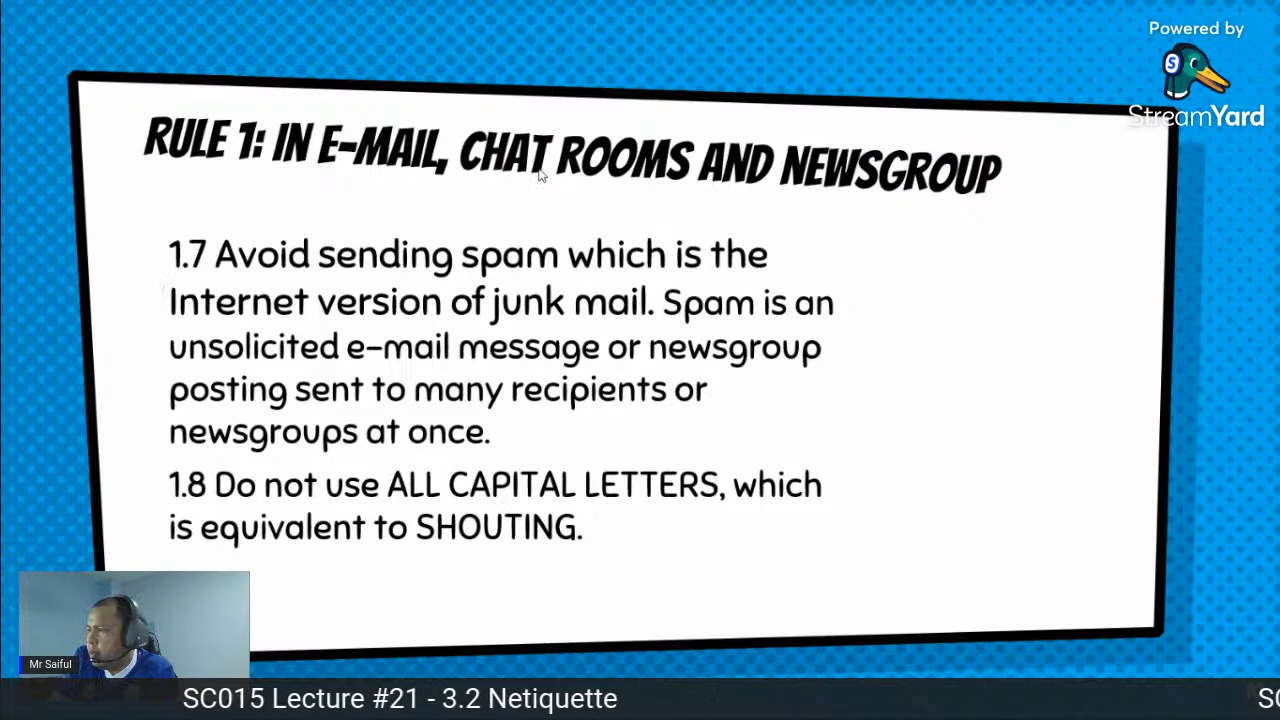 Powered by
StreamYard
RULE 1: IN E-MAIL, CHAT ROOMS AND NEWSGROUP
1.7 Avoid sending spam which is the
Internet version of junk mail. Spam is an
unsolicited e-mail message or newsgroup
posting sent to many recipients or
newsgroups at once.
1.8 Do not use ALL CAPITAL LETTERS, which
is equivalent to SHOUTING.
Mr Saiful
SC015 Lecture #21 - 3.2 Netiquette
SC